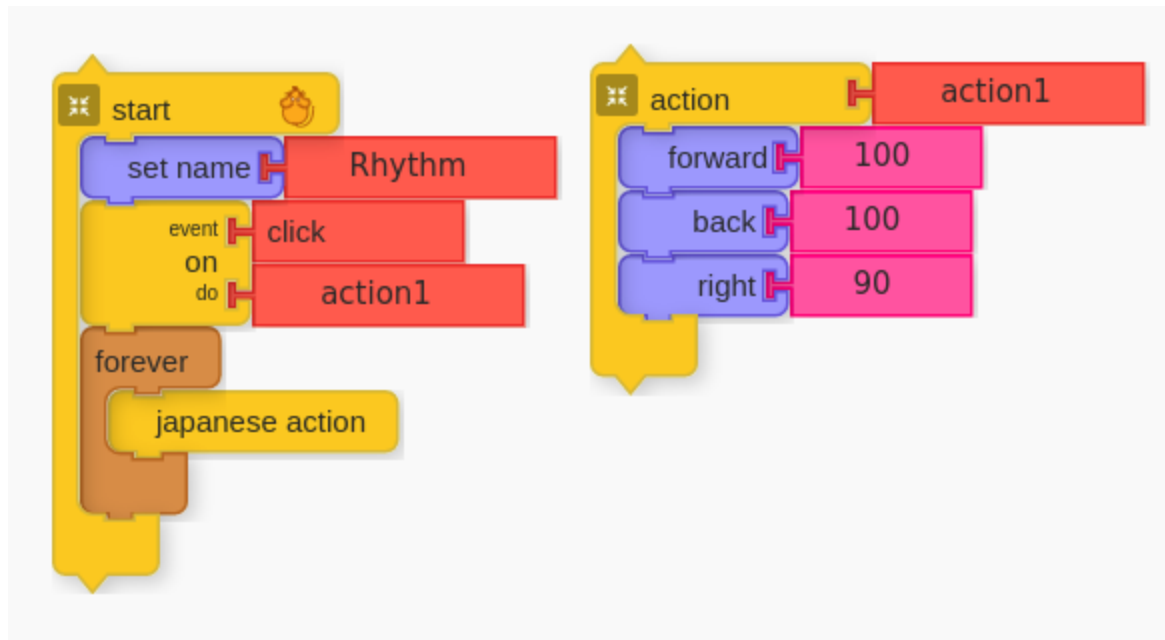 start
set name Rhythm
event click
on
do action1
forever
japanese action
action action1
forward 100
back 100
right 90